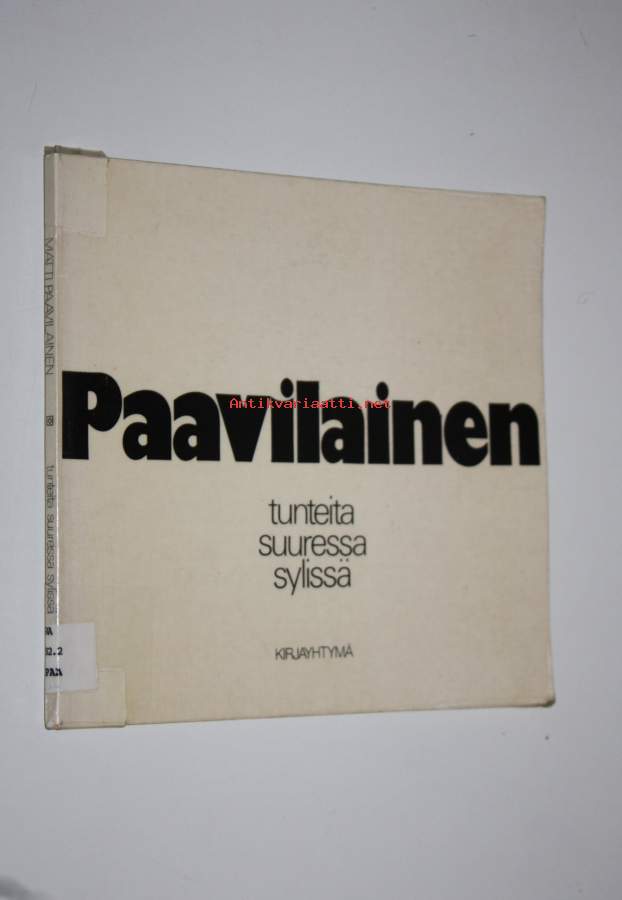 Paavilainen
Antikvariaatti.net
tunteita
suuressa
sylissä
KIRJAYHTYMÄ
MATTI PAAVILAINEN
tunteita suuressa sylissä